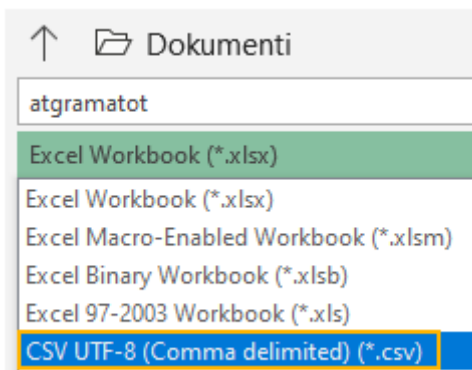 Dokumenti
atgramatot
Excel Workbook (*.xlsx)
Excel Workbook (*.xlsx)
Excel Macro-Enabled Workbook (*.xlsm)
Excel Binary Workbook (*.xlsb)
Excel 97-2003 Workbook (*.xls)
CSV UTF-8 (Comma delimited) (*.csv)